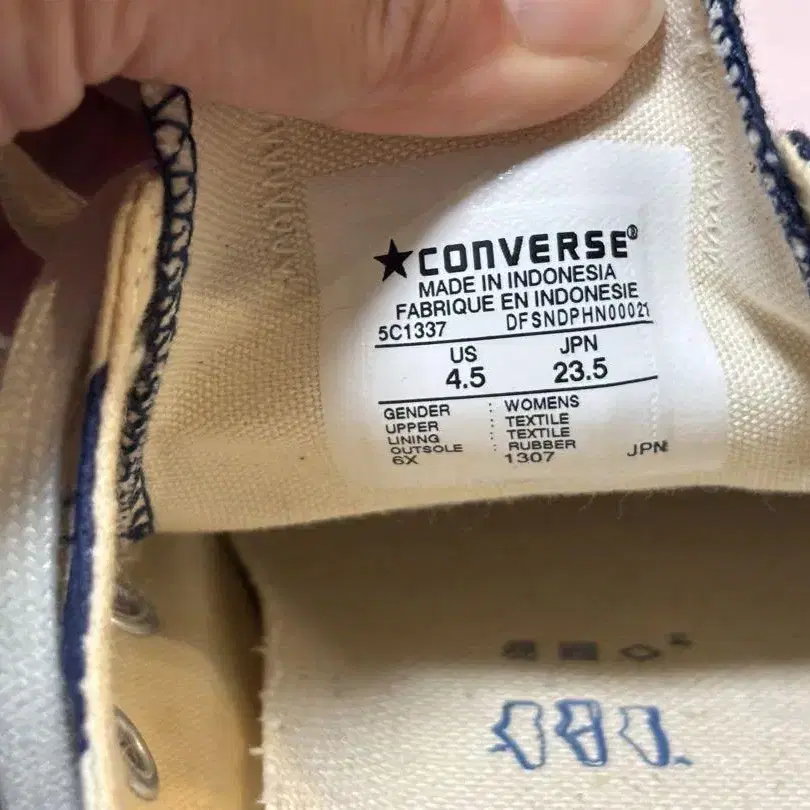 ★CONVERSE®
MADE IN INDONESIA
FABRIQUE EN INDONESIE
5C1337 DFSNDPHN00021
US JPN
4.5 23.5
GENDER : WOMENS
UPPER : TEXTILE
LINING : TEXTILE
OUTSOLE : RUBBER
6X 1307 JPN